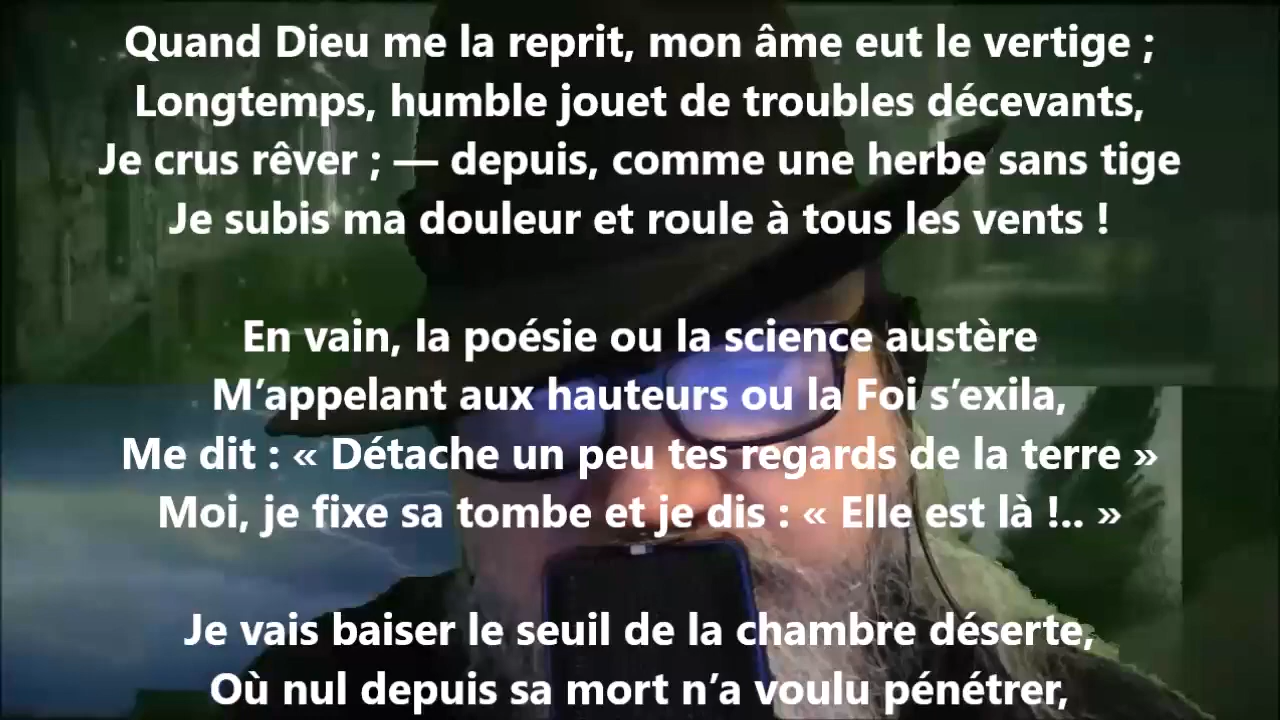 Quand Dieu me la reprit, mon âme eut le vertige ;
Longtemps, humble jouet de troubles décevants,
Je crus rêver ; — depuis, comme une herbe sans tige
Je subis ma douleur et roule à tous les vents !
En vain, la poésie ou la science austère
M’appelant aux hauteurs ou la Foi s’exila,
Me dit : « Détache un peu tes regards de la terre »
Moi, je fixe sa tombe et je dis : « Elle est là !.. »
Je vais baiser le seuil de la chambre déserte,
Où nul depuis sa mort n’a voulu pénétrer,